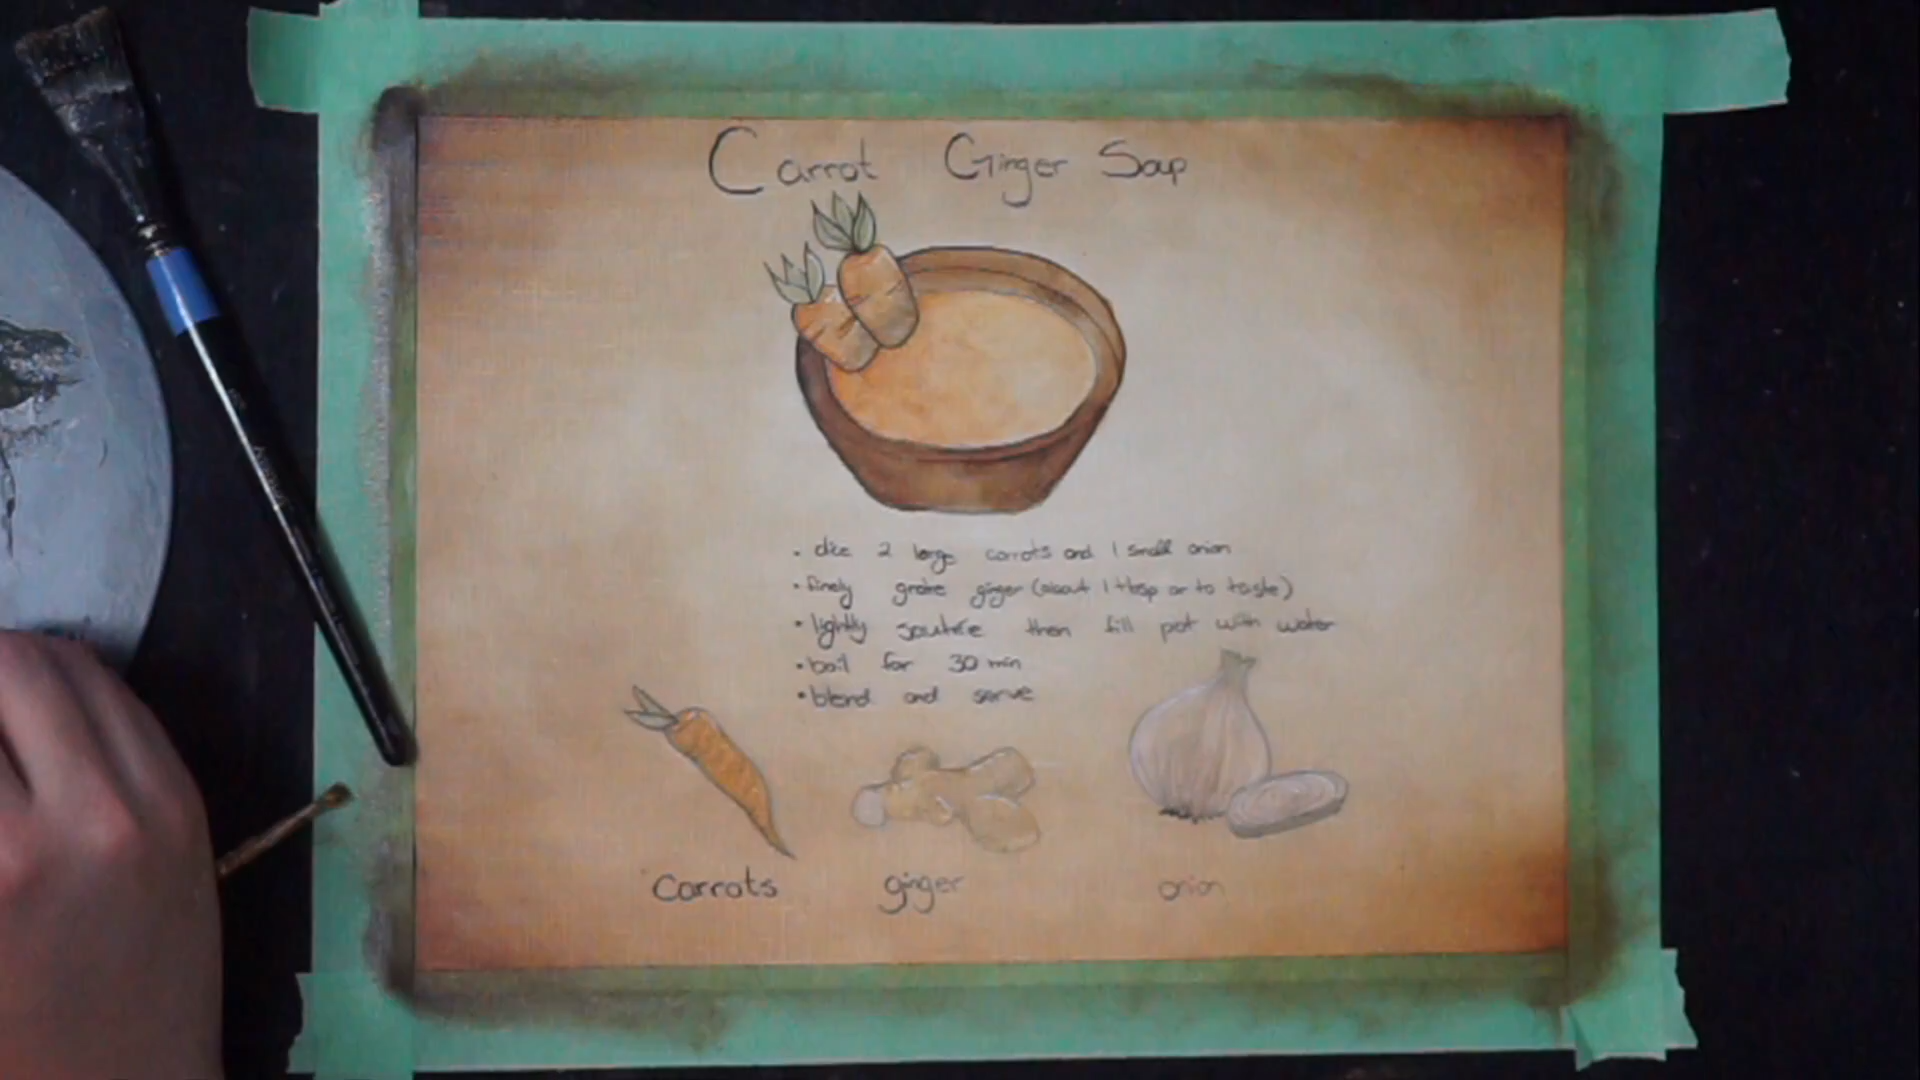 Carrot Ginger Soup
• dice 2 large carrots and 1 small onion
• finely grate ginger (about 1 tbsp or to taste)
• lightly sautée then fill pot with water
• boil for 30 min
• blend and serve
carrots ginger onion